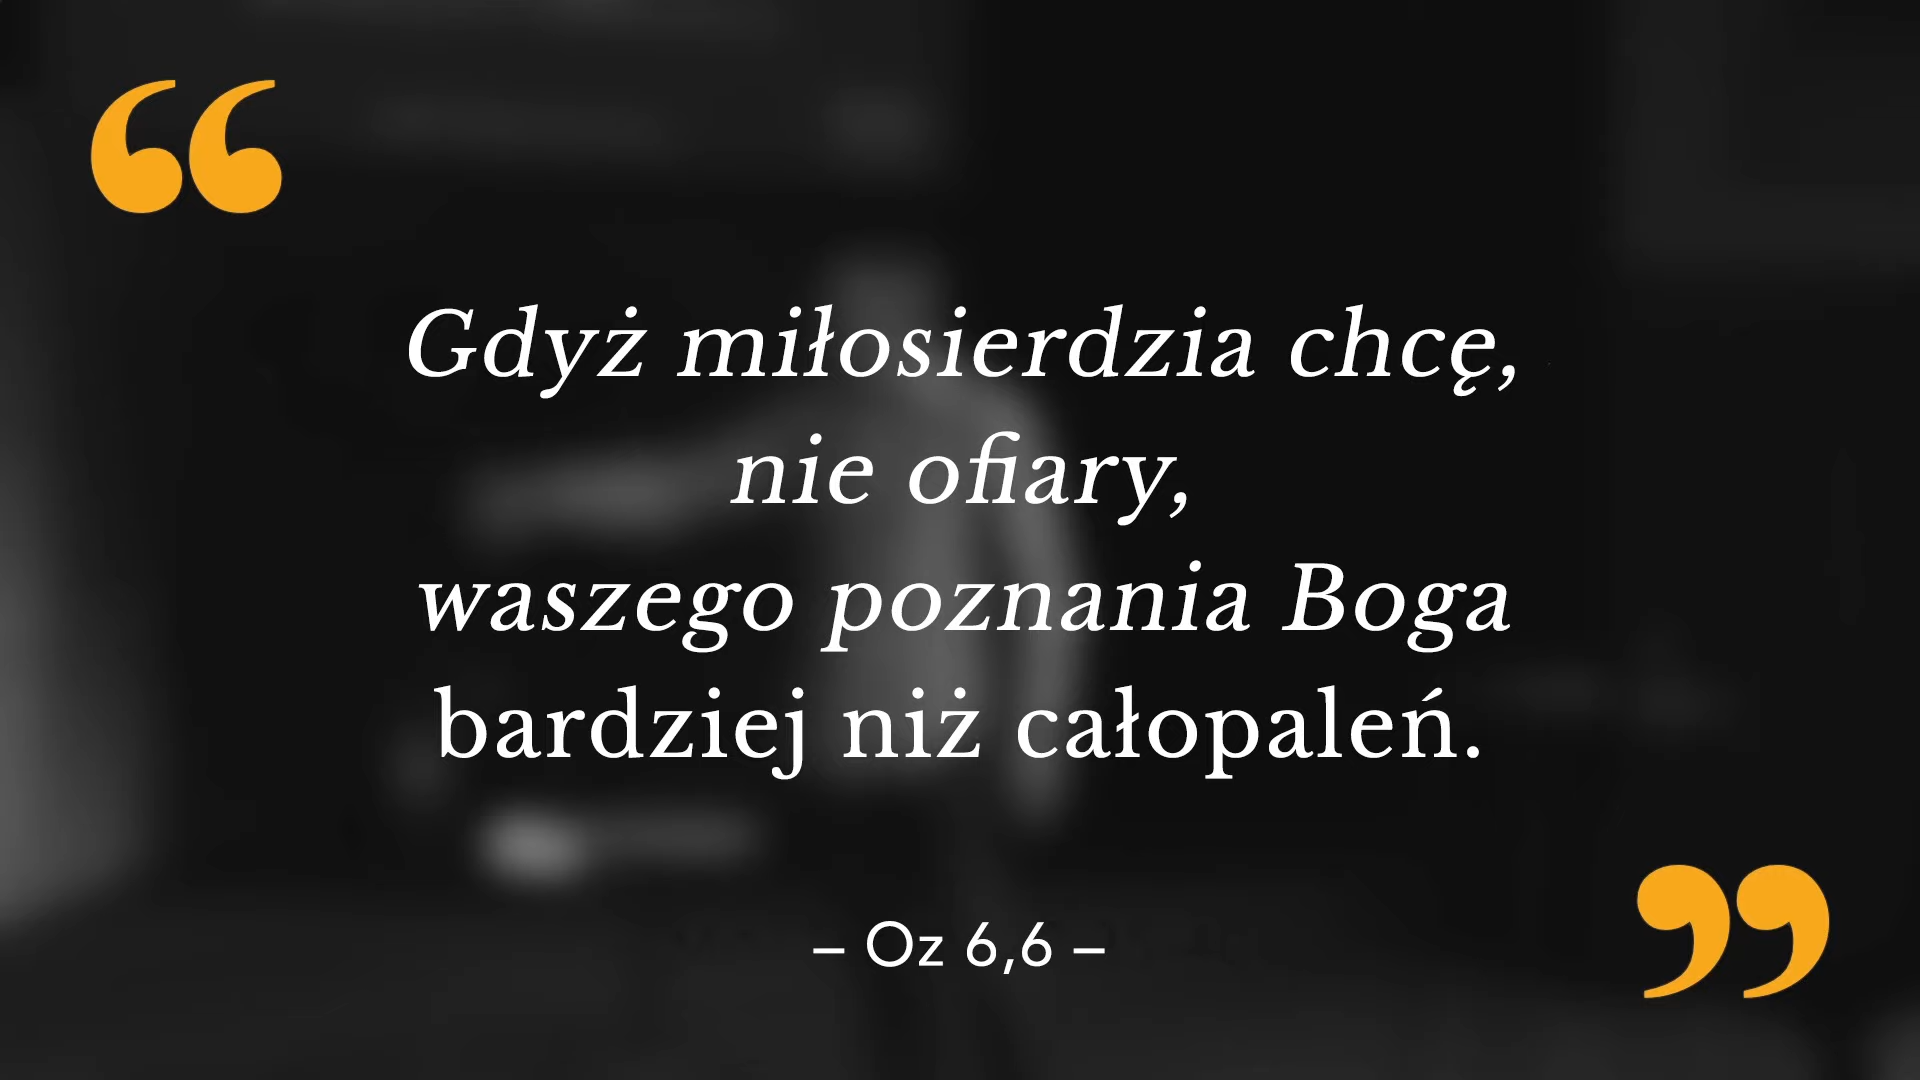 “
Gdyż miłosierdzia chcę,
nie ofiary,
waszego poznania Boga
bardziej niż całopaleń.
– Oz 6,6 –
”